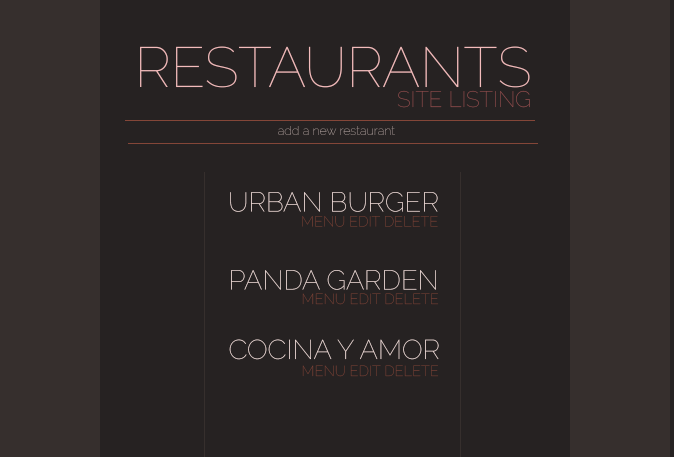 RESTAURANTS
SITE LISTING
add a new restaurant
URBAN BURGER
MENU EDIT DELETE
PANDA GARDEN
MENU EDIT DELETE
COCINA Y AMOR
MENU EDIT DELETE